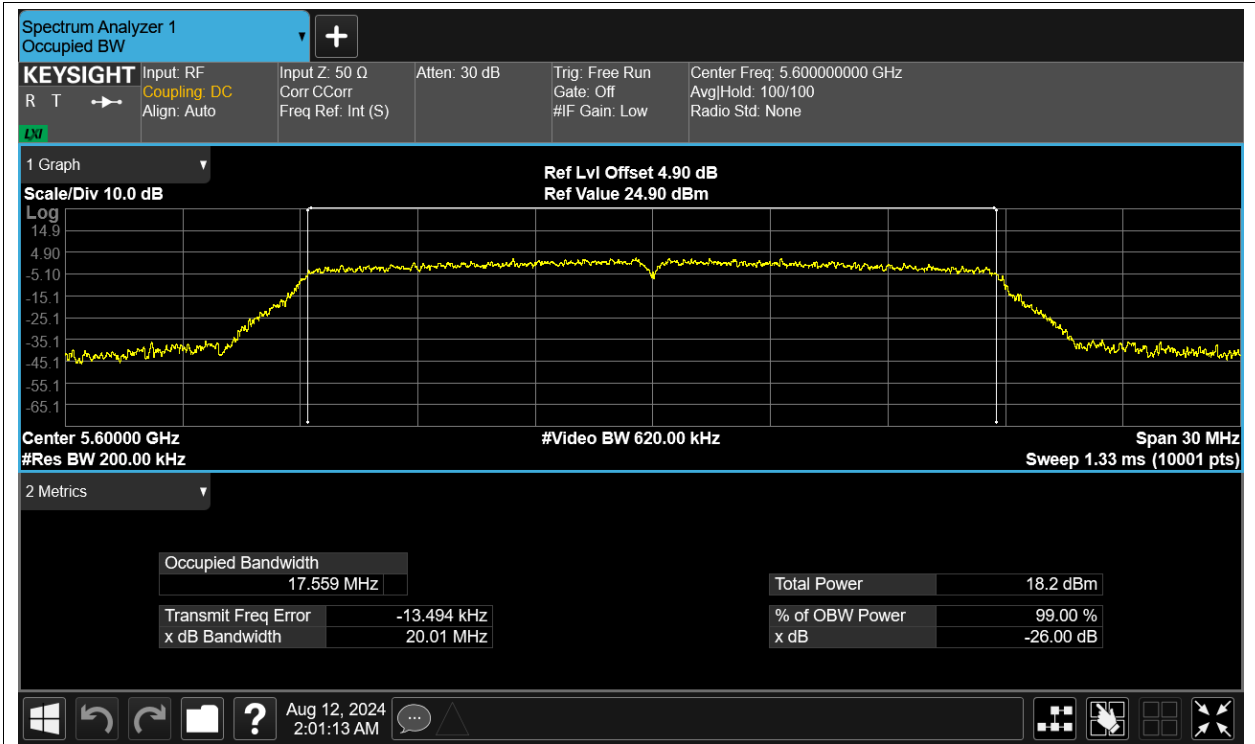 Spectrum Analyzer 1
Occupied BW
KEYSIGHT
R T
LXI
Input: RF
Coupling: DC
Align: Auto
Input Z: 50 Ω
Corr CCorr
Freq Ref: Int (S)
Atten: 30 dB
Trig: Free Run
Gate: Off
#IF Gain: Low
Center Freq: 5.600000000 GHz
Avg|Hold: 100/100
Radio Std: None
1 Graph
Scale/Div 10.0 dB
Ref Lvl Offset 4.90 dB
Ref Value 24.90 dBm
Log
14.9
4.90
-5.10
-15.1
-25.1
-35.1
-45.1
-55.1
-65.1
Center 5.60000 GHz
#Res BW 200.00 kHz
#Video BW 620.00 kHz
Span 30 MHz
Sweep 1.33 ms (10001 pts)
2 Metrics
Occupied Bandwidth
17.559 MHz
Transmit Freq Error -13.494 kHz
x dB Bandwidth 20.01 MHz
Total Power 18.2 dBm
% of OBW Power 99.00 %
x dB -26.00 dB
?
Aug 12, 2024
2:01:13 AM